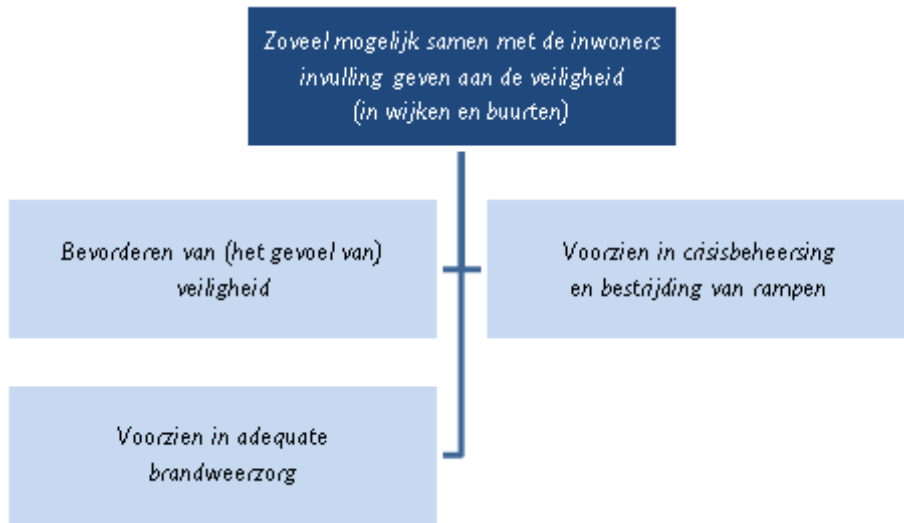 Zoveel mogelijk samen met de inwoners
invulling geven aan de veiligheid
(in wijken en buurten)
Bevorderen van (het gevoel van)
veiligheid
Voorzien in crisisbeheersing
en bestrijding van rampen
Voorzien in adequate
brandweerzorg